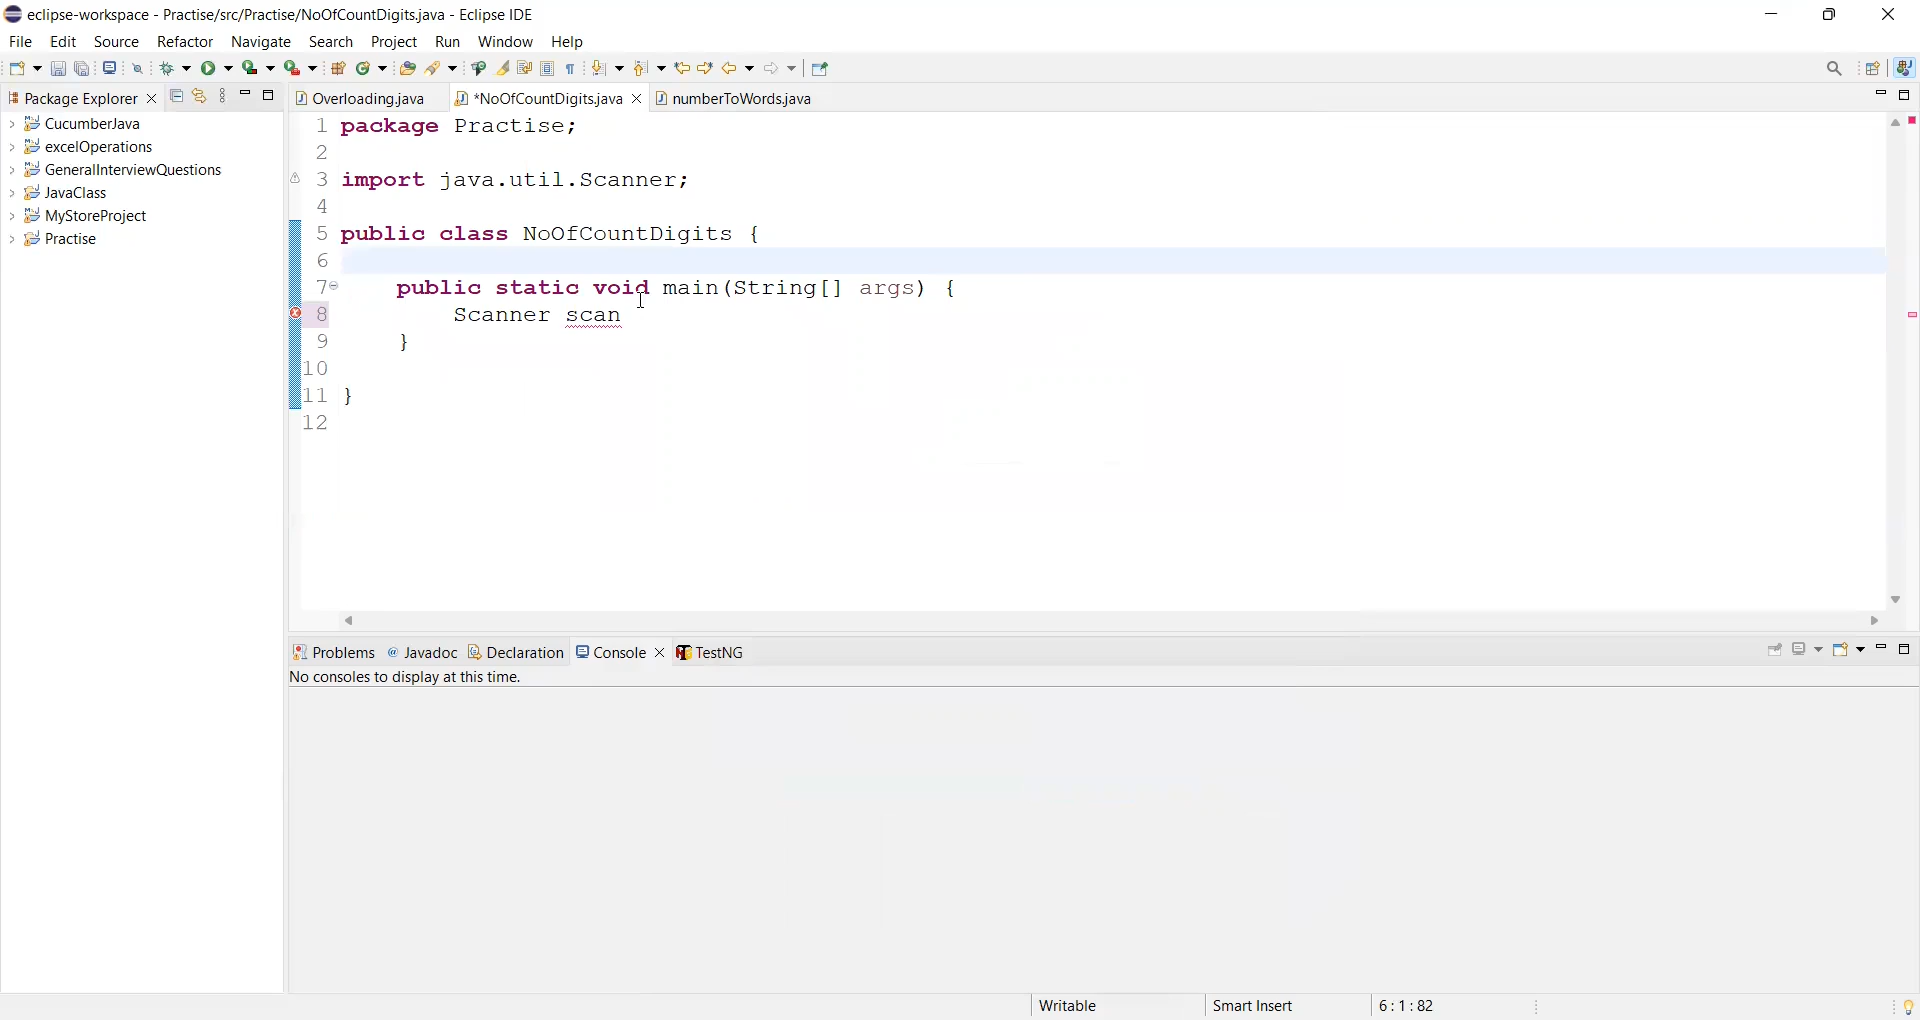 eclipse-workspace - Practise/src/Practise/NoOfCountDigits.java - Eclipse IDE
File Edit Source Refactor Navigate Search Project Run Window Help
Package Explorer
CucumberJava
excelOperations
GeneralInterviewQuestions
JavaClass
MyStoreProject
Practise
Overloading.java *NoOfCountDigits.java numberToWords.java
1 package Practise;
2
3 import java.util.Scanner;
4
5 public class NoOfCountDigits {
6
7 public static void main(String[] args) {
8 Scanner scan
9 }
10
11 }
12
Problems @ Javadoc Declaration Console TestNG
No consoles to display at this time.
Writable Smart Insert 6 : 1 : 82